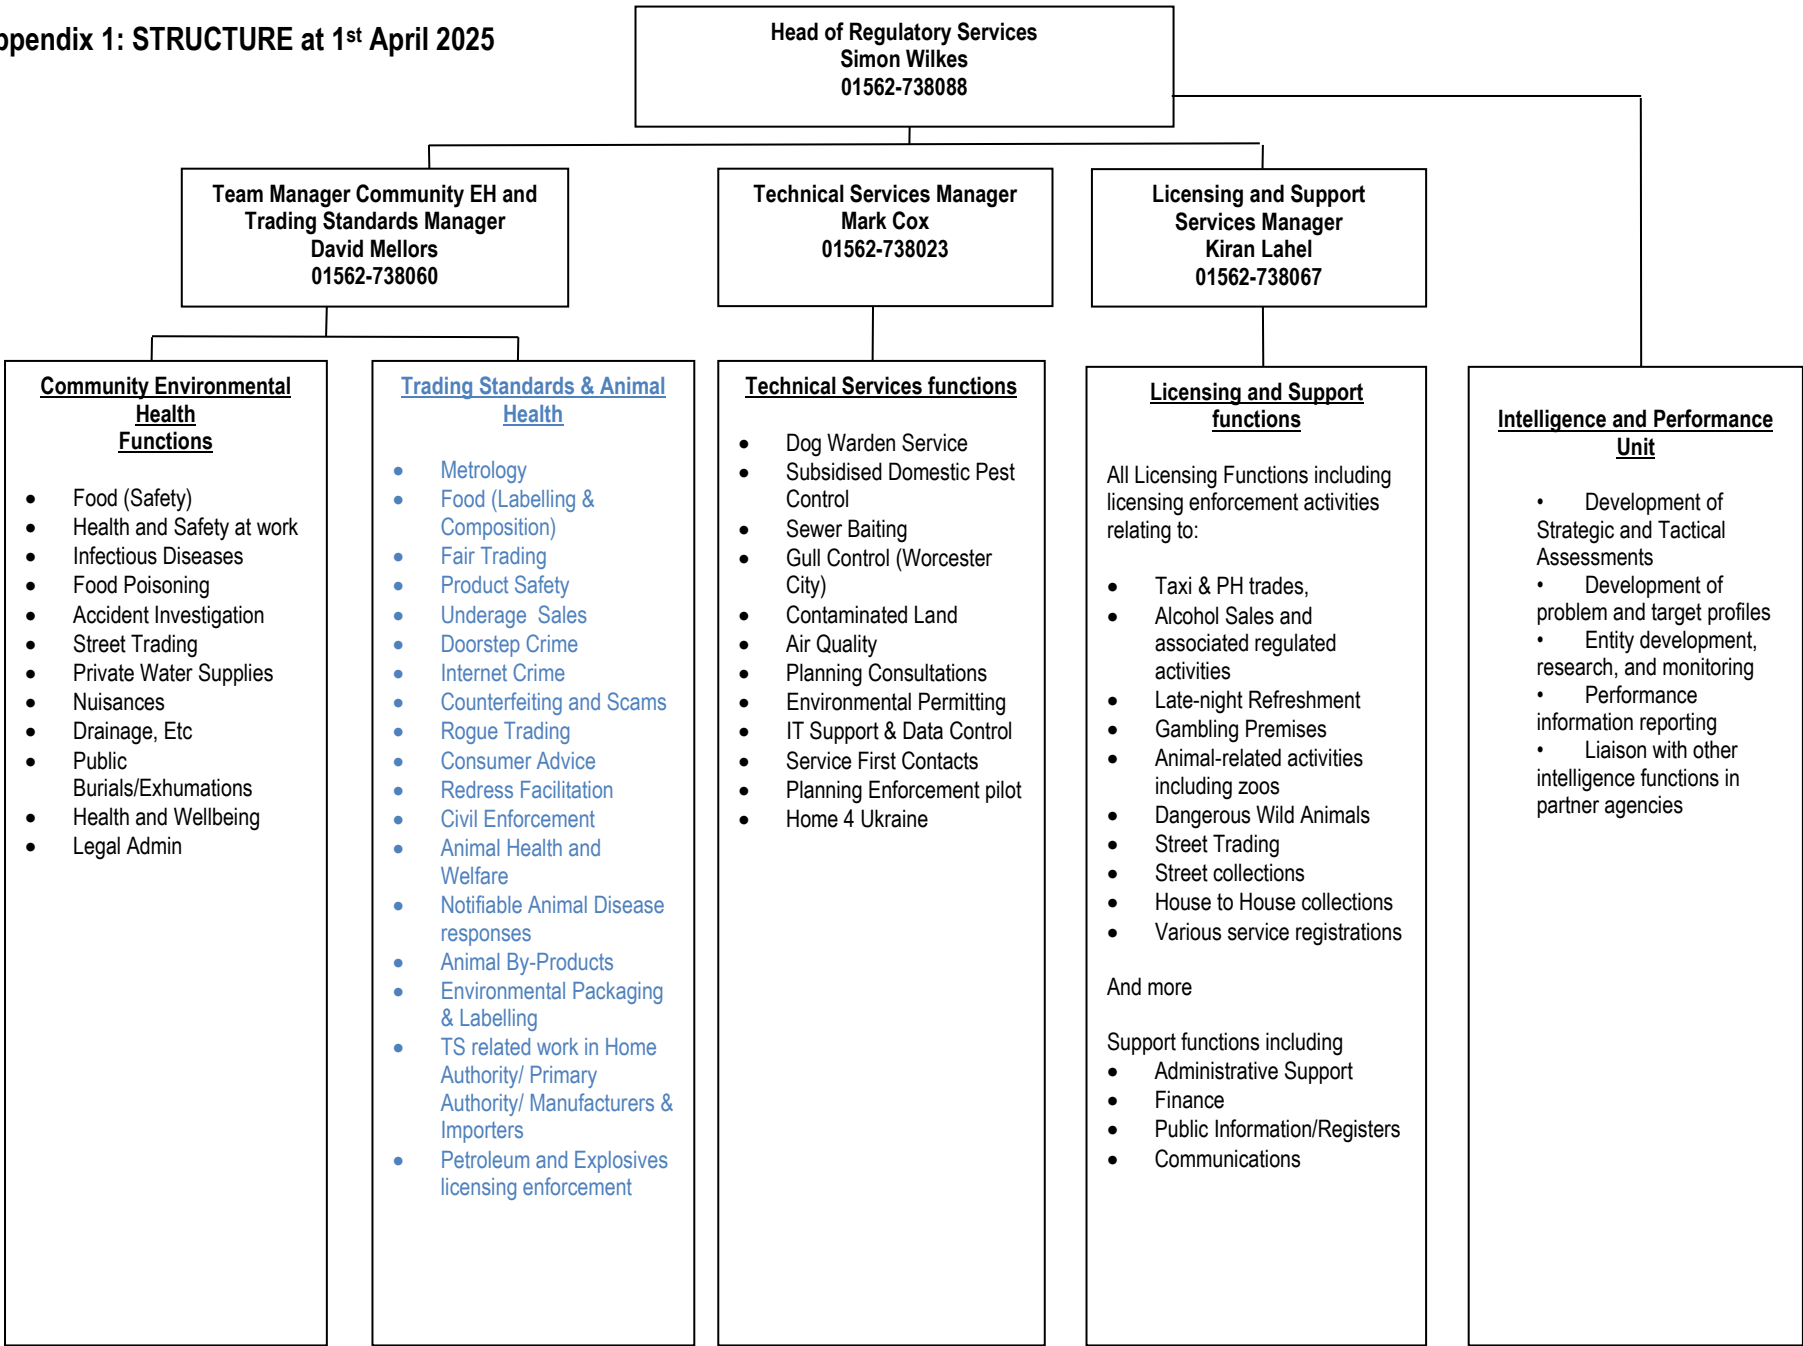 ppendix 1: STRUCTURE at 1st April 2025
Head of Regulatory Services
Simon Wilkes
01562-738088
Team Manager Community EH and
Trading Standards Manager
David Mellors
01562-738060
Technical Services Manager
Mark Cox
01562-738023
Licensing and Support
Services Manager
Kiran Lahel
01562-738067
Community Environmental
Health
Functions
• Food (Safety)
• Health and Safety at work
• Infectious Diseases
• Food Poisoning
• Accident Investigation
• Street Trading
• Private Water Supplies
• Nuisances
• Drainage, Etc
• Public
Burials/Exhumations
• Health and Wellbeing
• Legal Admin
Trading Standards & Animal
Health
• Metrology
• Food (Labelling &
Composition)
• Fair Trading
• Product Safety
• Underage Sales
• Doorstep Crime
• Internet Crime
• Counterfeiting and Scams
• Rogue Trading
• Consumer Advice
• Redress Facilitation
• Civil Enforcement
• Animal Health and
Welfare
• Notifiable Animal Disease
responses
• Animal By-Products
• Environmental Packaging
& Labelling
• TS related work in Home
Authority/ Primary
Authority/ Manufacturers &
Importers
• Petroleum and Explosives
licensing enforcement
Technical Services functions
• Dog Warden Service
• Subsidised Domestic Pest
Control
• Sewer Baiting
• Gull Control (Worcester
City)
• Contaminated Land
• Air Quality
• Planning Consultations
• Environmental Permitting
• IT Support & Data Control
• Service First Contacts
• Planning Enforcement pilot
• Home 4 Ukraine
Licensing and Support
functions
All Licensing Functions including
licensing enforcement activities
relating to:
• Taxi & PH trades,
• Alcohol Sales and
associated regulated
activities
• Late-night Refreshment
• Gambling Premises
• Animal-related activities
including zoos
• Dangerous Wild Animals
• Street Trading
• Street collections
• House to House collections
• Various service registrations
And more
Support functions including
• Administrative Support
• Finance
• Public Information/Registers
• Communications
Intelligence and Performance
Unit
• Development of
Strategic and Tactical
Assessments
• Development of
problem and target profiles
• Entity development,
research, and monitoring
• Performance
information reporting
• Liaison with other
intelligence functions in
partner agencies